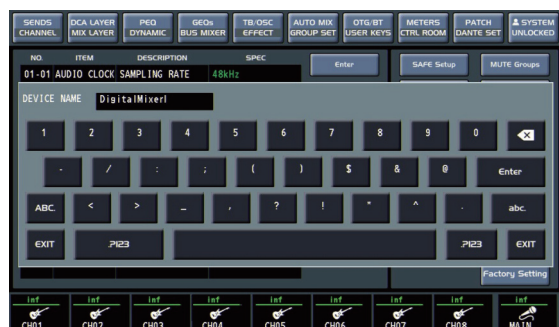 SENDS DCA LAYER PEQ GEQs TB/OSC AUTO MIX OTG/BT METERS PATCH SYSTEM
CHANNEL MIX LAYER DYNAMIC BUS MIXER EFFECT GROUP SET USER KEYS CTRL ROOM DANTE SET UNLOCKED
NO. ITEM DESCRIPTION SPEC Enter SAFE Setup MUTE Groups
01-01 AUDIO CLOCK SAMPLING RATE 48kHz
DEVICE NAME DigitalMixerl
1 2 3 4 5 6 7 8 9 0
- / : ; ( ) $ & @ Enter
ABC. < > _ , ? ! " ^ . abc.
EXIT .?123 .?123 EXIT
Factory Setting
inf inf inf inf inf inf inf inf inf
CH01 CH02 CH03 CH04 CH05 CH06 CH07 CH08 MAIN